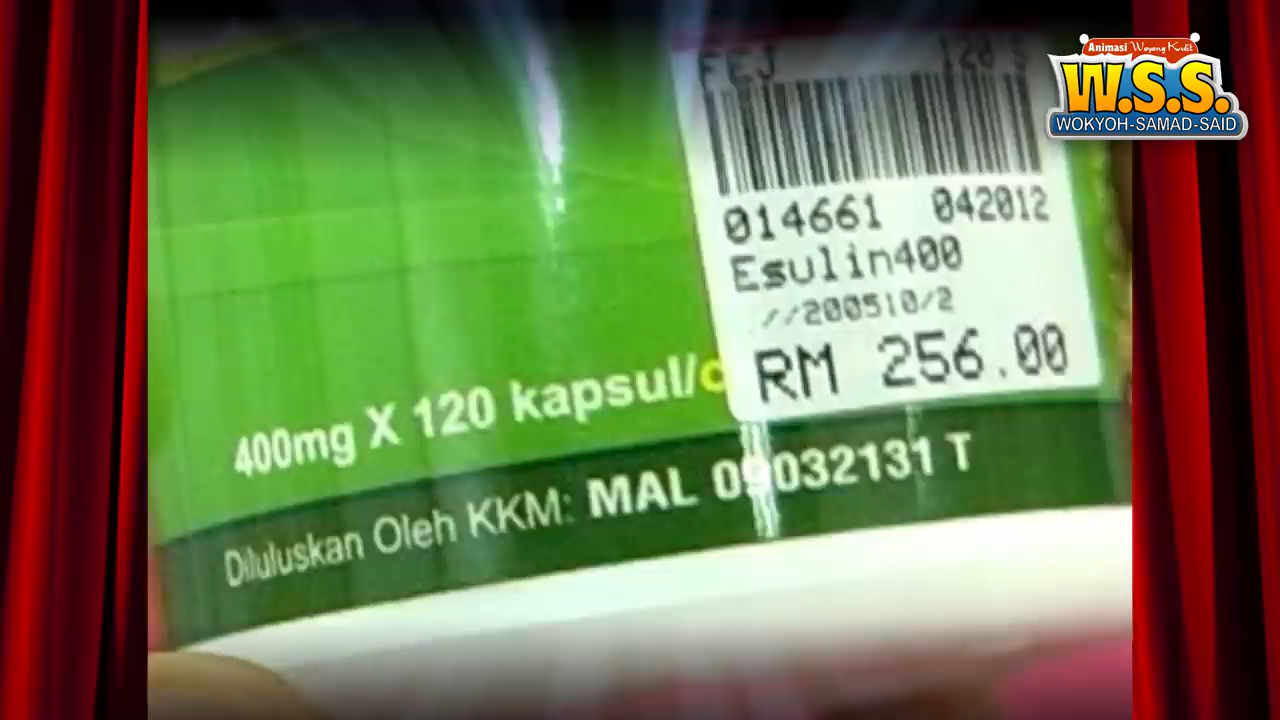 Animasi Wayang Kulit
W.S.S.
WOKYOH-SAMAD-SAID
FEJ 120's
014661 042012
Esulin400
//200510/2
RM 256.00
400mg X 120 kapsul/c
Diluluskan Oleh KKM: MAL 09032131 T